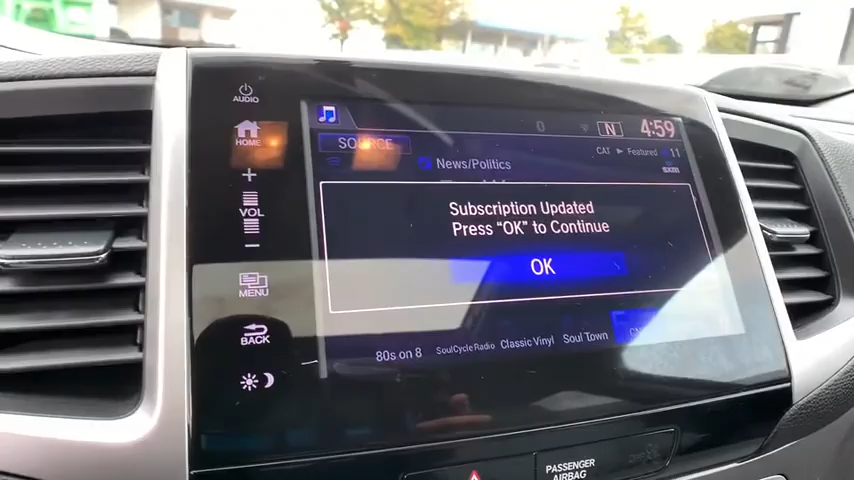 AUDIO
HOME
+
VOL
−
MENU
BACK
SOURCE
N
4:59
CAT ▶ Featured
11
sxm
News/Politics
Subscription Updated
Press “OK” to Continue
OK
80s on 8
SoulCycle Radio
Classic Vinyl
Soul Town
PASSENGER
AIRBAG